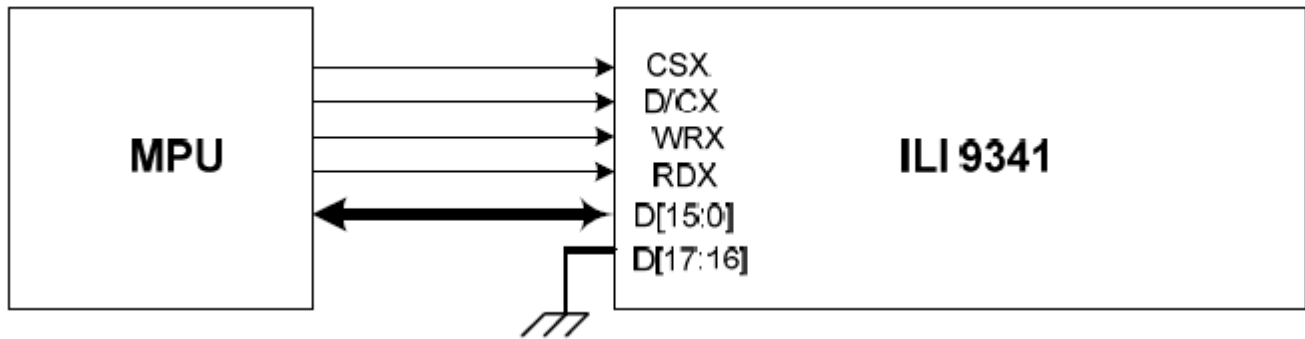 MPU
CSX
D/CX
WRX
RDX
D[15:0]
D[17:16]
ILI 9341